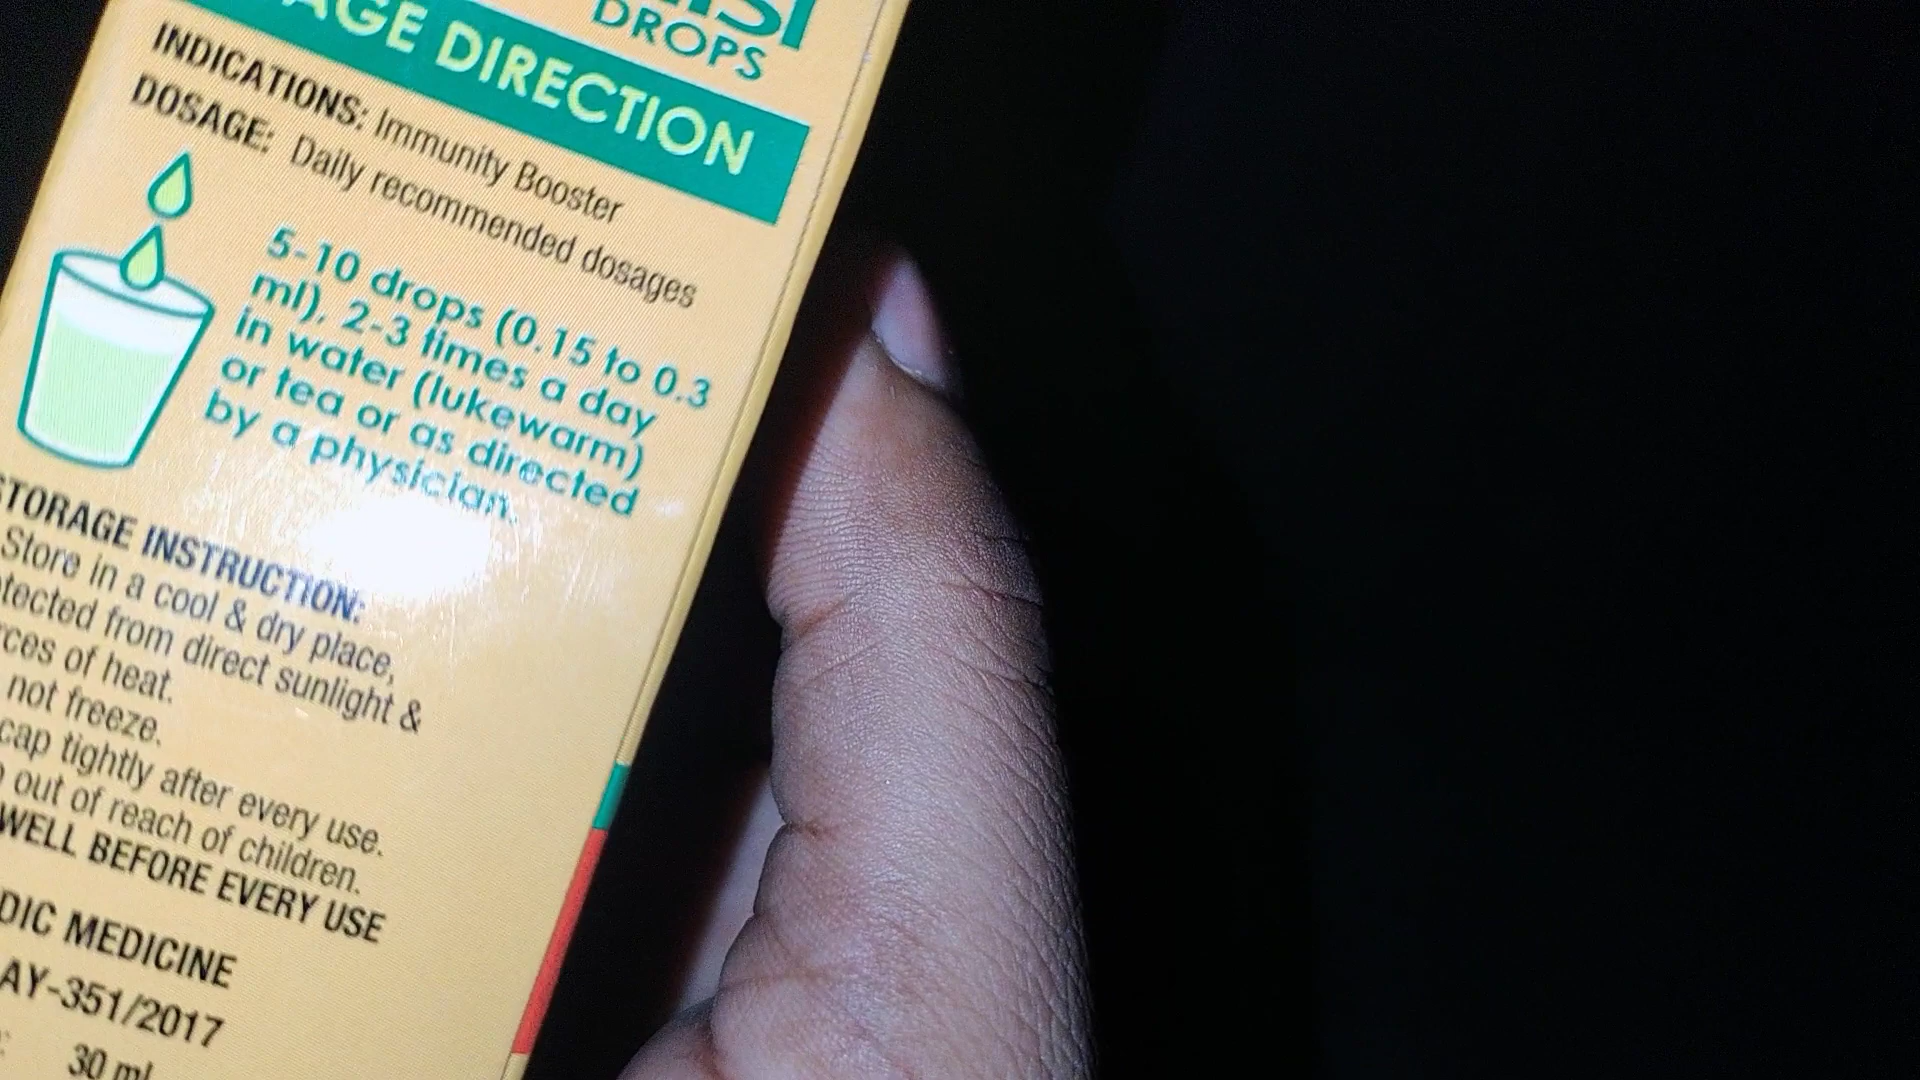 DROPS
DIRECTION
INDICATIONS: Immunity Booster
DOSAGE: Daily recommended dosages
5-10 drops (0.15 to 0.3
ml), 2-3 times a day
in water (lukewarm)
or tea or as directed
by a physician.
STORAGE INSTRUCTION:
Store in a cool & dry place,
tected from direct sunlight &
rces of heat.
not freeze.
cap tightly after every use.
out of reach of children.
WELL BEFORE EVERY USE
DIC MEDICINE
AY-351/2017
30 ml